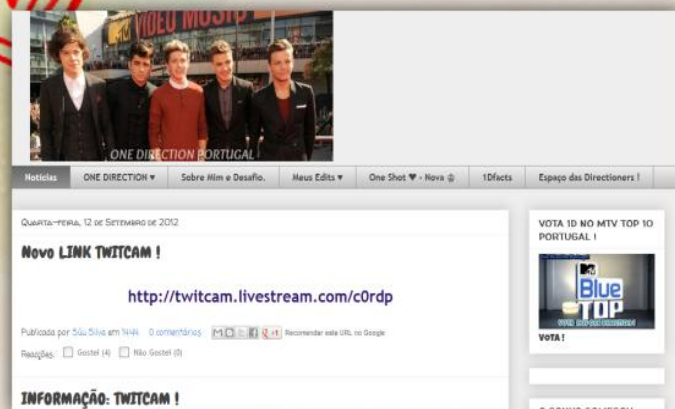 VIDEO MUSIC
ONE DIRECTION PORTUGAL
Notícias
ONE DIRECTION ▼
Sobre Mim e Desafio.
Meus Edits ▼
One Shot ♥ - Nova
1Dfacts
Espaço das Directioners !
Quarta-feira, 12 de Setembro de 2012
Novo LINK TWITCAM !
http://twitcam.livestream.com/c0rdp
Publicada por Súu Silva em 14:44 0 comentários
Recomendar este URL no Google
Reacções: Gostei (4) Não Gostei (0)
INFORMAÇÃO: TWITCAM !
VOTA 1D NO MTV TOP 10
PORTUGAL !
Blue
TOP
VOTA !